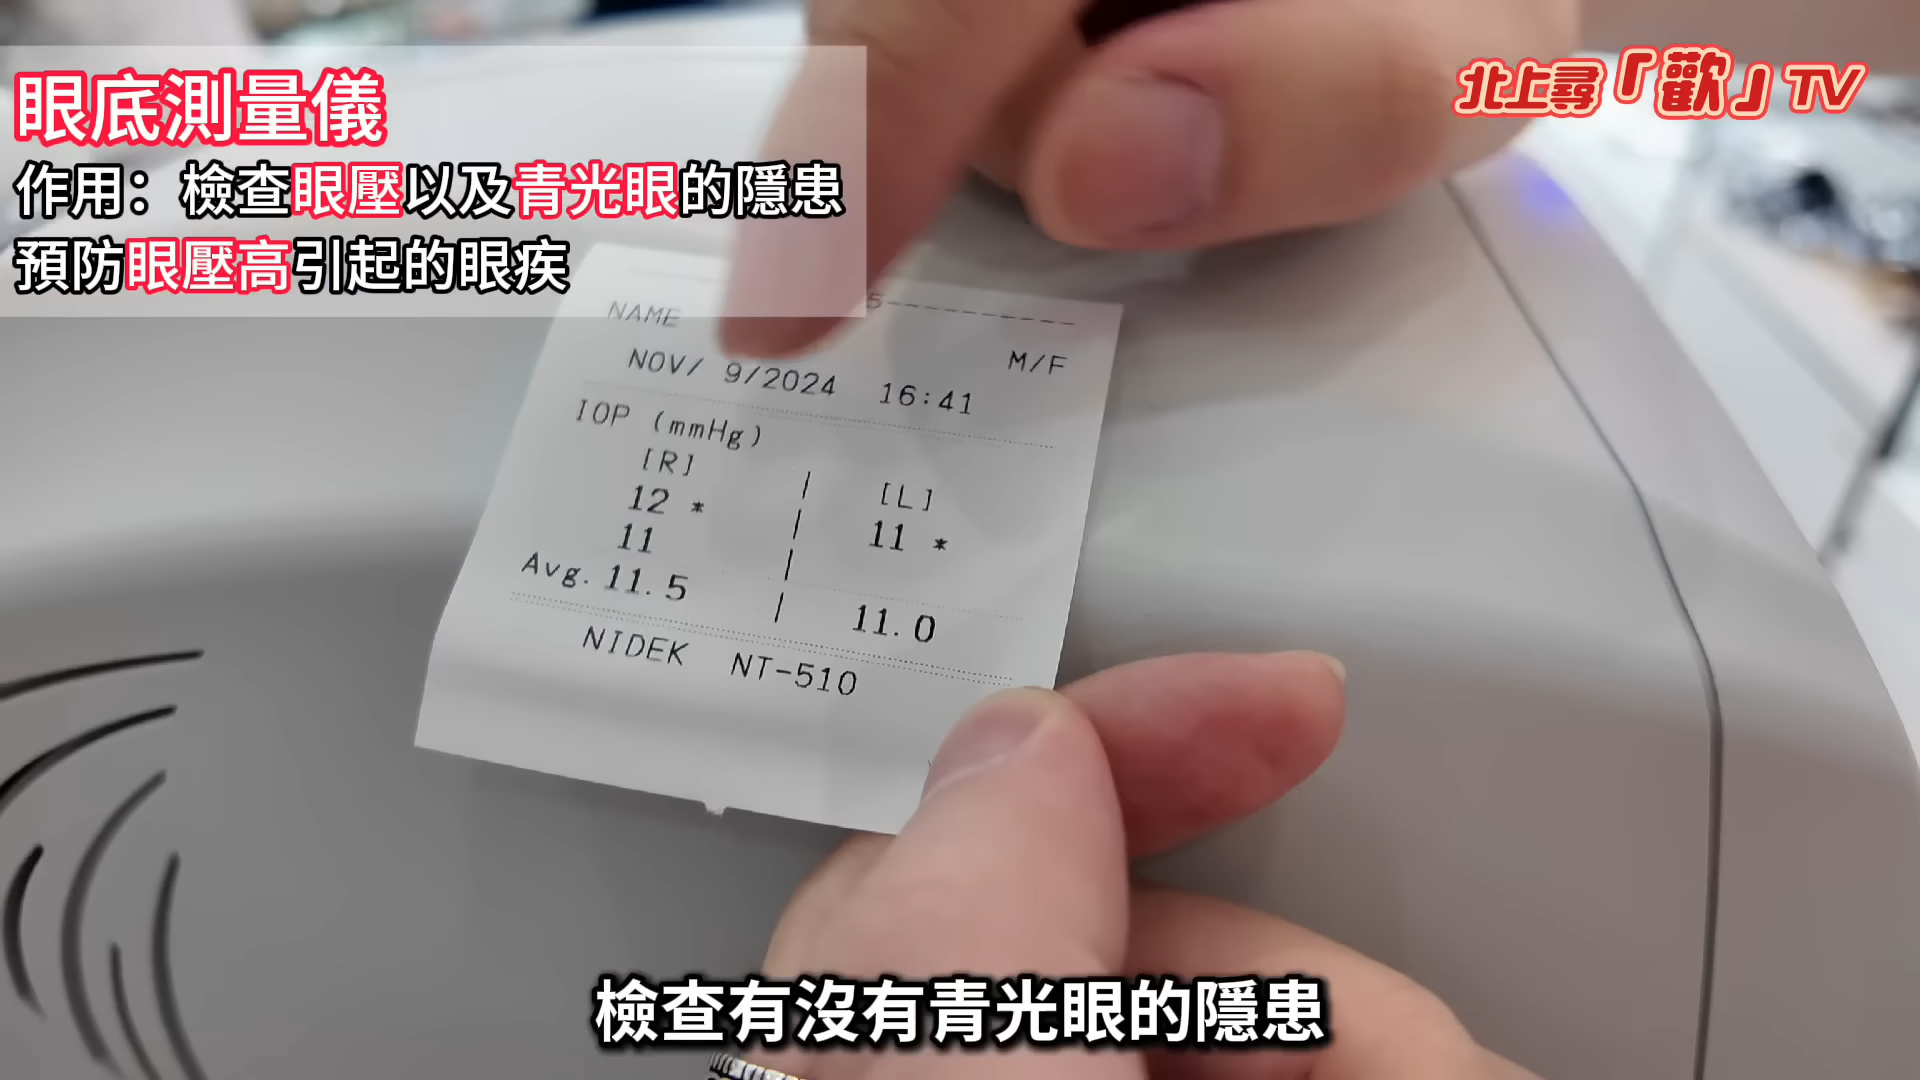 眼底測量儀
作用：檢查眼壓以及青光眼的隱患
預防眼壓高引起的眼疾
北上尋「歡」TV
5----------
NAME
M/F
NOV/ 9/2024 16:41
IOP (mmHg)
[R] | [L]
12 * | 11 *
11 |
Avg. 11.5 | 11.0
NIDEK NT-510
檢查有沒有青光眼的隱患